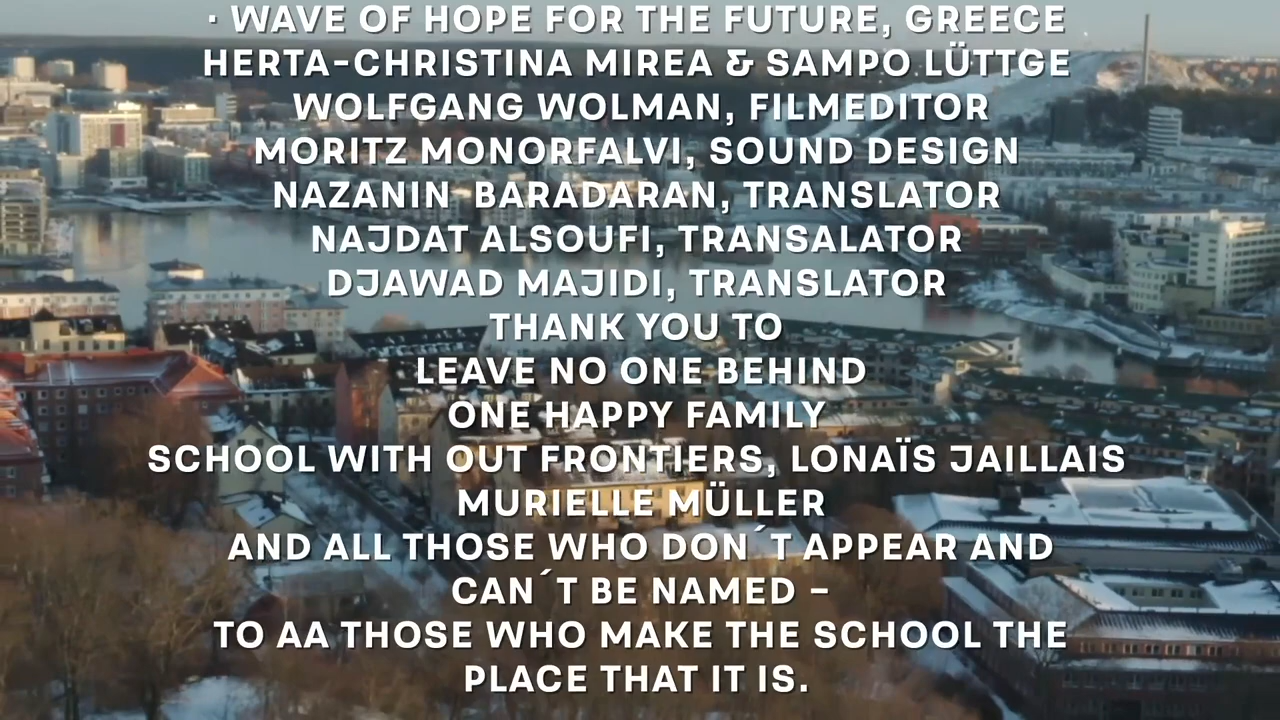 · WAVE OF HOPE FOR THE FUTURE, GREECE
HERTA-CHRISTINA MIREA & SAMPO LÜTTGE
WOLFGANG WOLMAN, FILMEDITOR
MORITZ MONORFALVI, SOUND DESIGN
NAZANIN BARADARAN, TRANSLATOR
NAJDAT ALSOUFI, TRANSALATOR
DJAWAD MAJIDI, TRANSLATOR
THANK YOU TO
LEAVE NO ONE BEHIND
ONE HAPPY FAMILY
SCHOOL WITH OUT FRONTIERS, LONAÏS JAILLAIS
MURIELLE MÜLLER
AND ALL THOSE WHO DON´T APPEAR AND
CAN´T BE NAMED –
TO AA THOSE WHO MAKE THE SCHOOL THE
PLACE THAT IT IS.